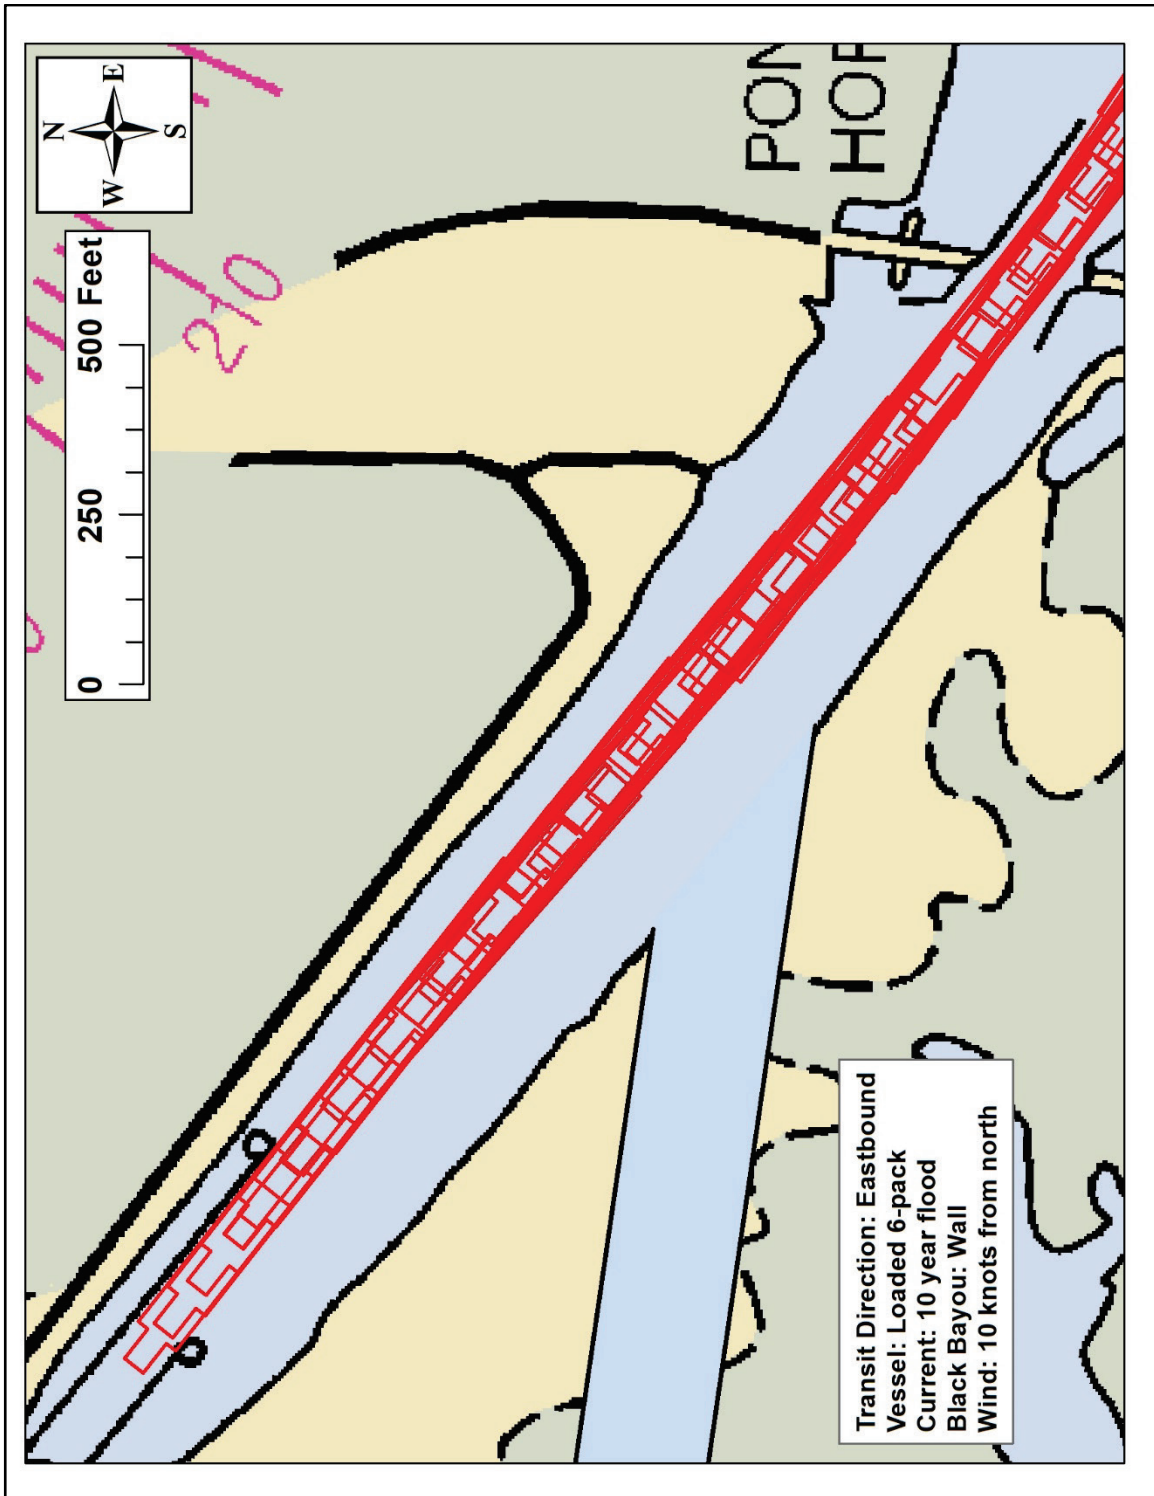 N
W
E
S
0 250 500 Feet
210
PON
HOP
Transit Direction: Eastbound
Vessel: Loaded 6-pack
Current: 10 year flood
Black Bayou: Wall
Wind: 10 knots from north